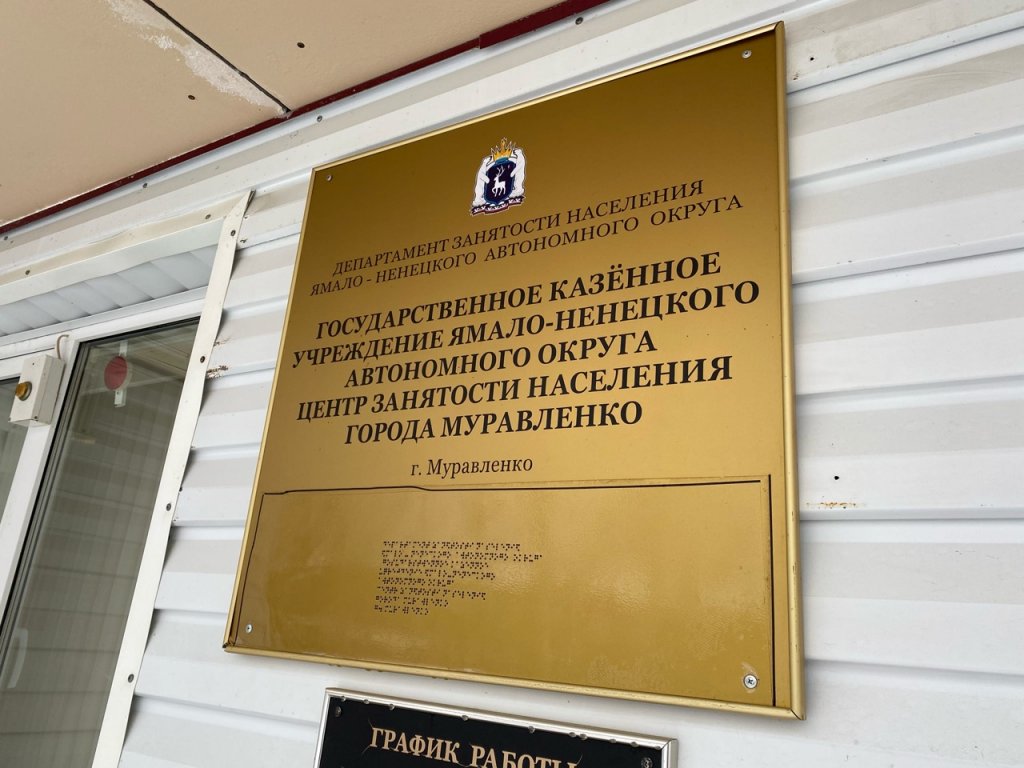 ДЕПАРТАМЕНТ ЗАНЯТОСТИ НАСЕЛЕНИЯ
ЯМАЛО - НЕНЕЦКОГО АВТОНОМНОГО ОКРУГА
ГОСУДАРСТВЕННОЕ КАЗЁННОЕ
УЧРЕЖДЕНИЕ ЯМАЛО-НЕНЕЦКОГО
АВТОНОМНОГО ОКРУГА
ЦЕНТР ЗАНЯТОСТИ НАСЕЛЕНИЯ
ГОРОДА МУРАВЛЕНКО
г. Муравленко
ГРАФИК РАБОТЫ